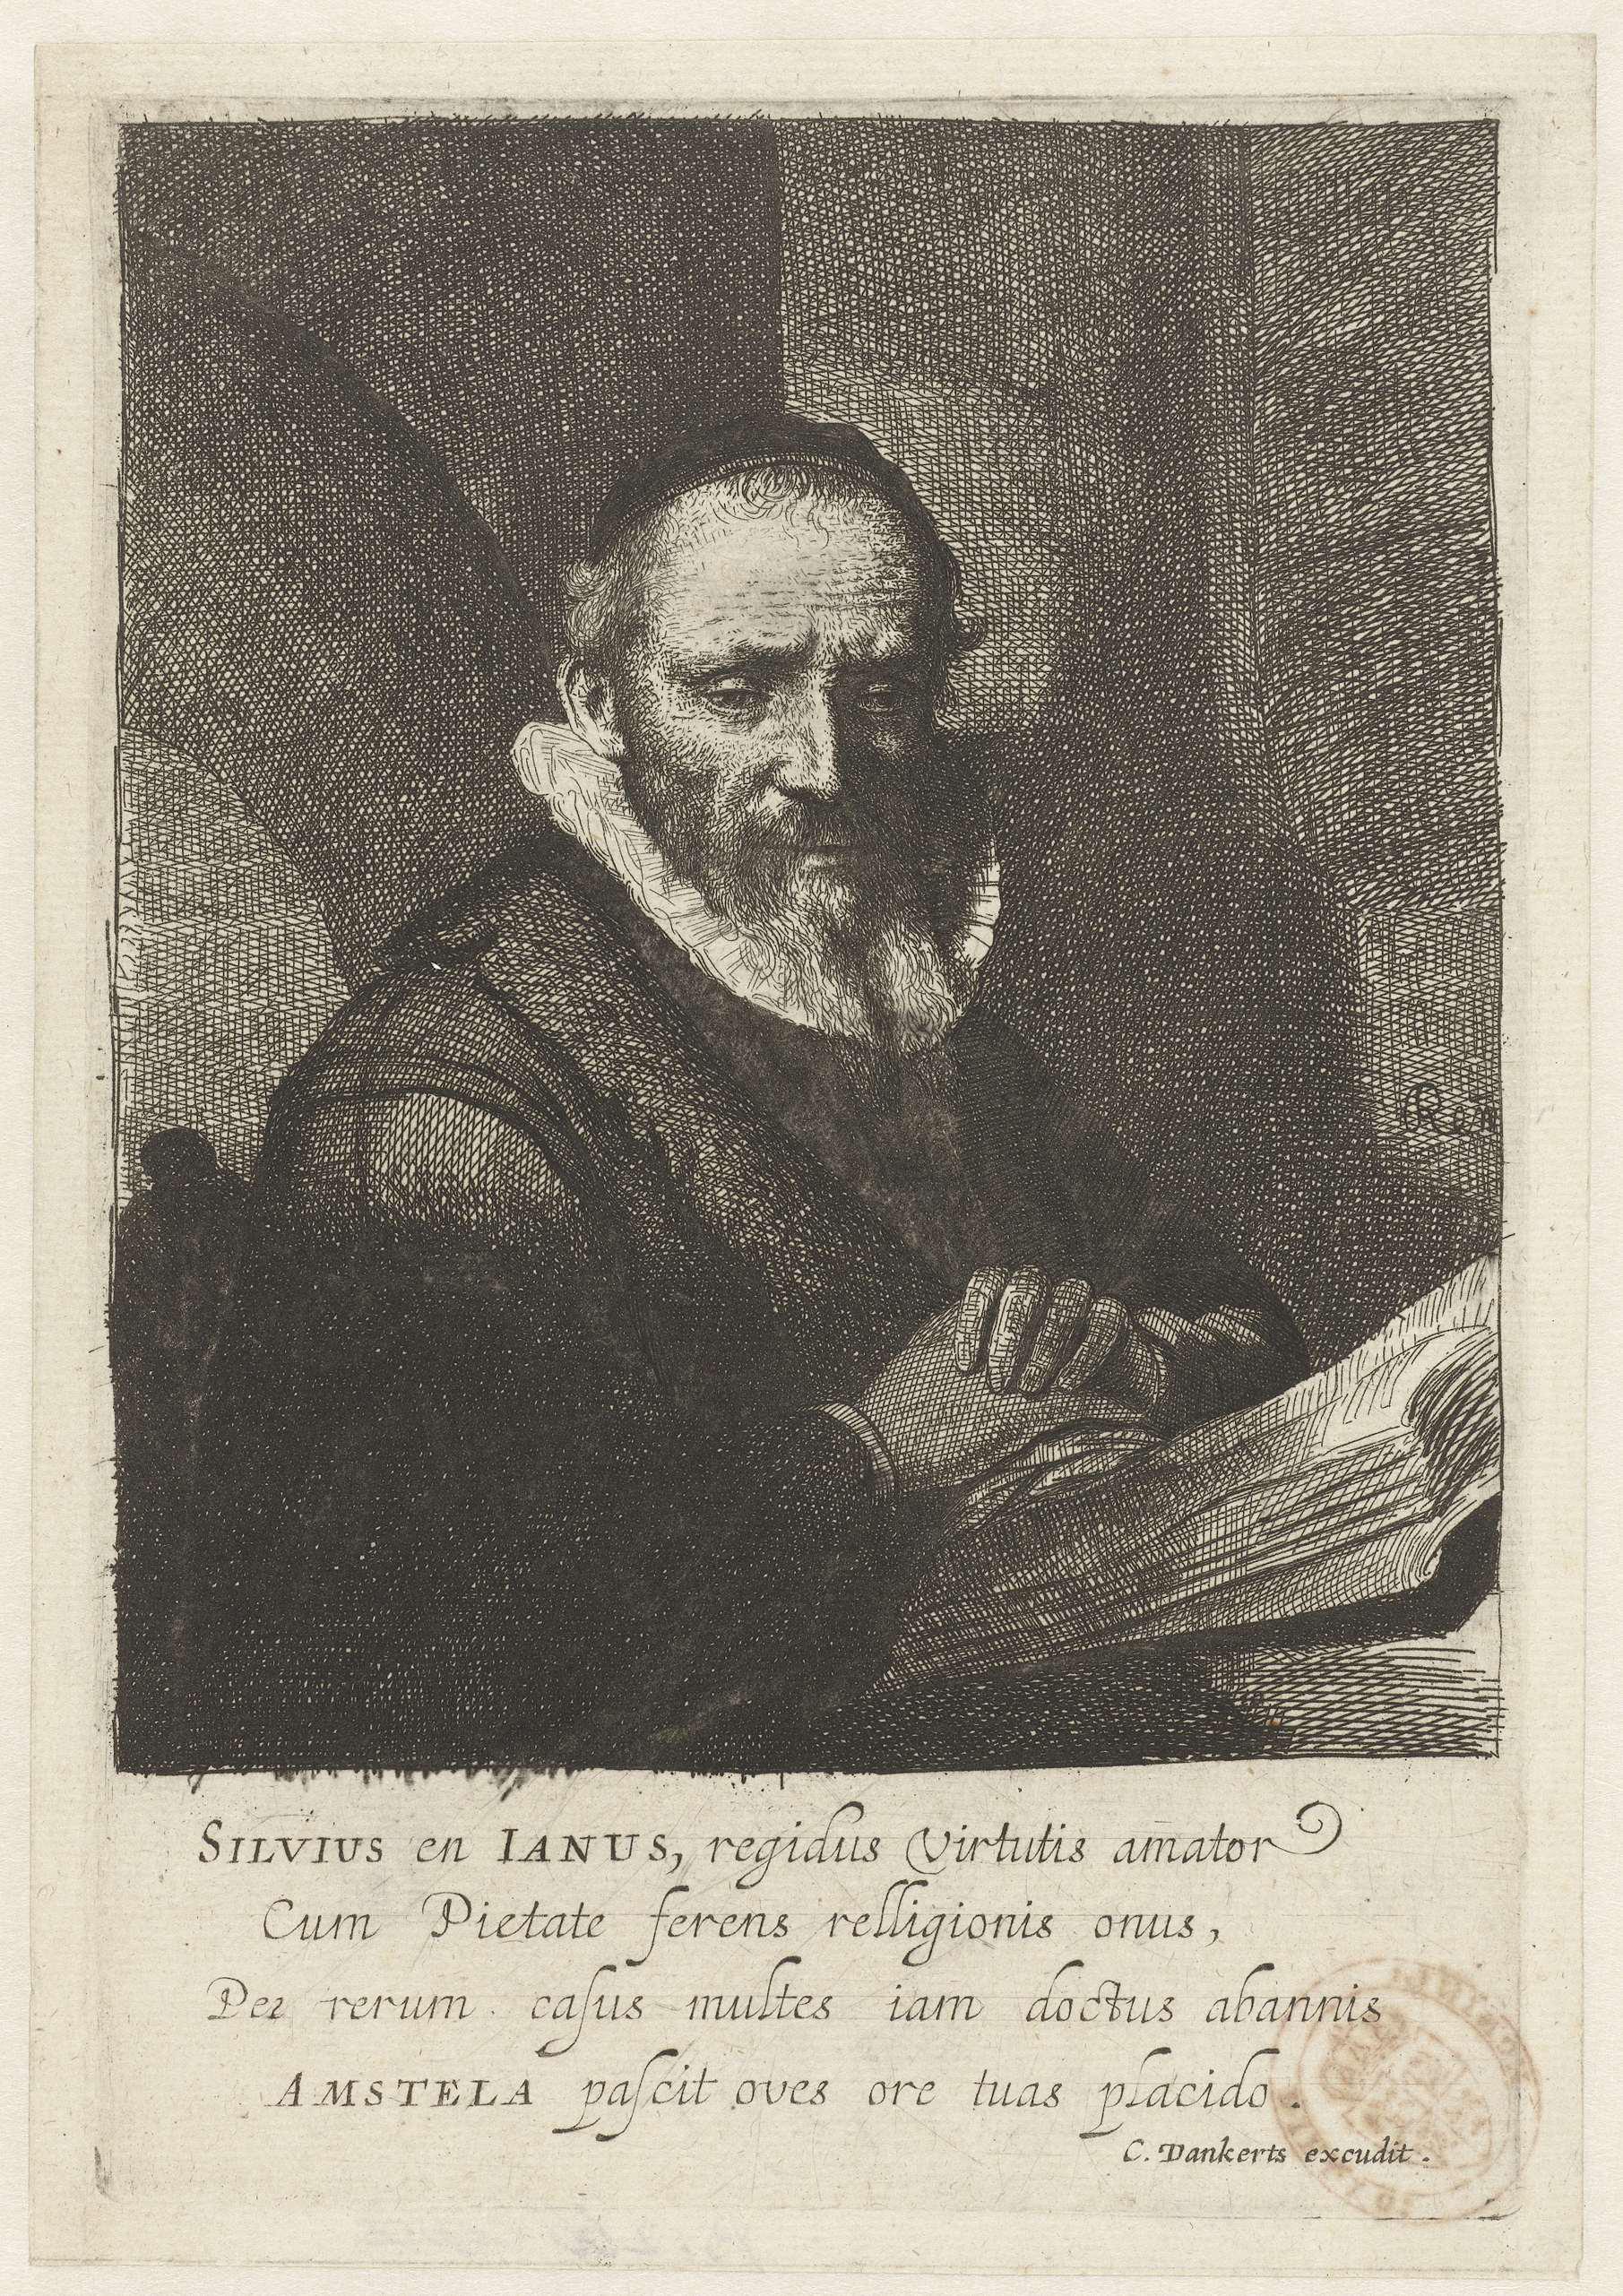 Rem
SILVIUS en IANUS, regidus Virtutis amator
Cum Pietate ferens relligionis onus,
Per rerum caſus multes iam doctus abannis
AMSTELA paſcit oves ore tuas placido.
C. Dankerts excudit.